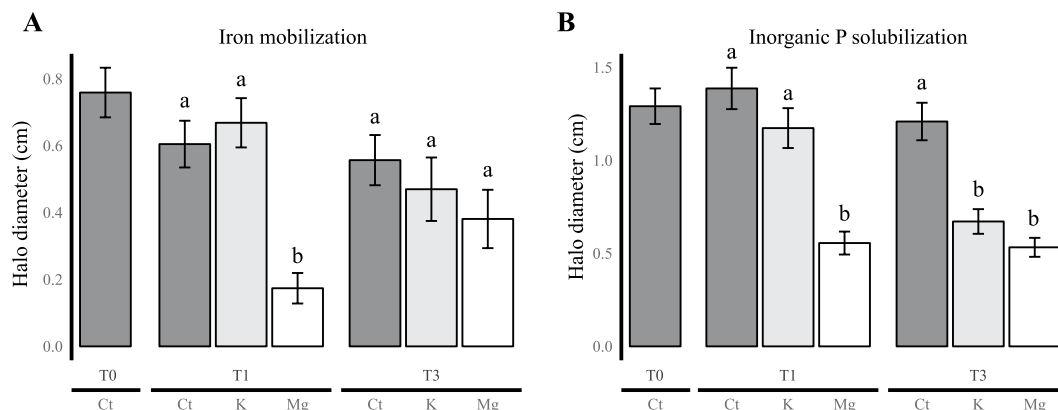 A
Iron mobilization
Halo diameter (cm)
0.8
0.6
0.4
0.2
0.0
a
a
b
a
a
a
T0
T1
T3
Ct
Ct
K
Mg
Ct
K
Mg
B
Inorganic P solubilization
Halo diameter (cm)
1.5
1.0
0.5
0.0
a
a
b
a
b
b
T0
T1
T3
Ct
Ct
K
Mg
Ct
K
Mg